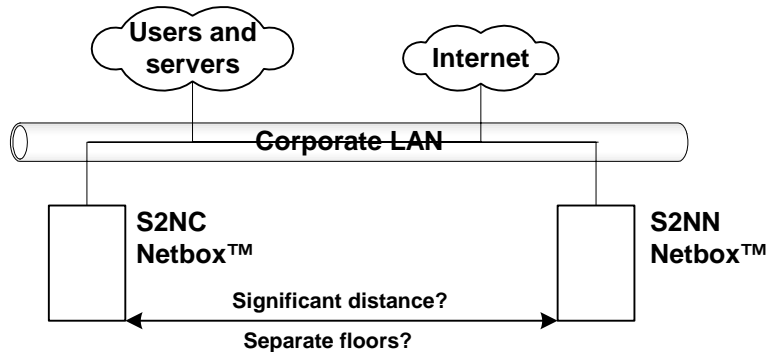 Users and
servers
Internet
Corporate LAN
S2NC
Netbox™
S2NN
Netbox™
Significant distance?
Separate floors?